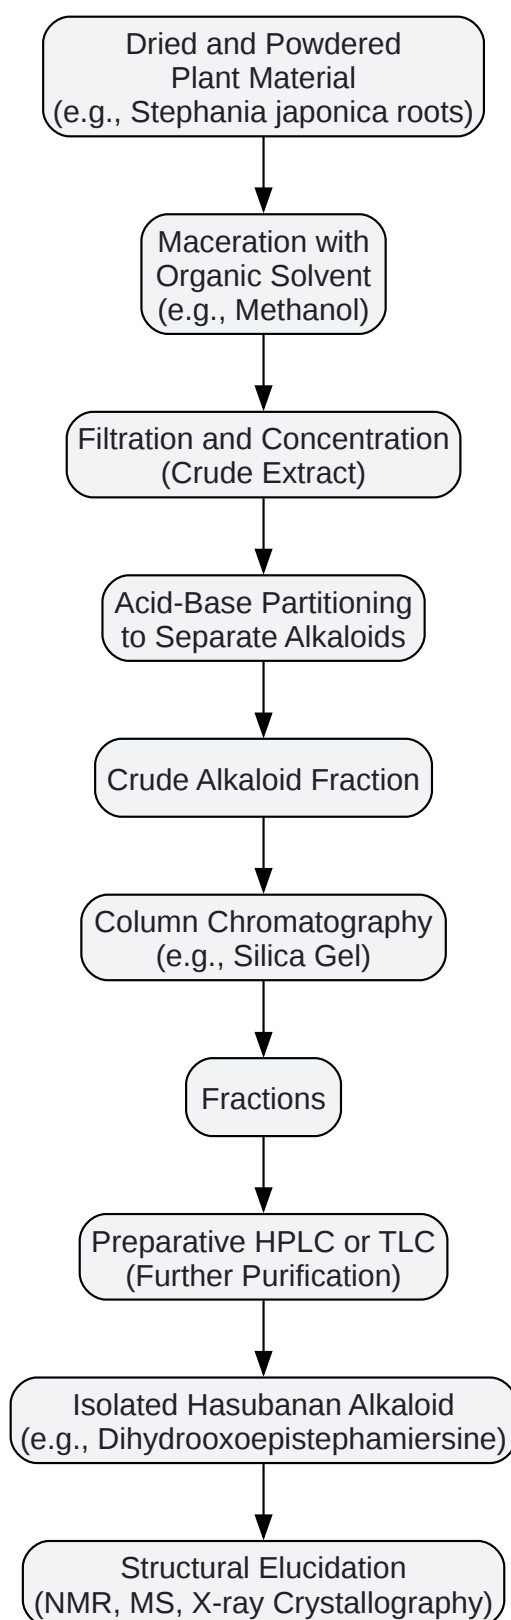 Dried and Powdered
Plant Material
(e.g., Stephania japonica roots)
Maceration with
Organic Solvent
(e.g., Methanol)
Filtration and Concentration
(Crude Extract)
Acid-Base Partitioning
to Separate Alkaloids
Crude Alkaloid Fraction
Column Chromatography
(e.g., Silica Gel)
Fractions
Preparative HPLC or TLC
(Further Purification)
Isolated Hasubanan Alkaloid
(e.g., Dihydrooxoepistephamiersine)
Structural Elucidation
(NMR, MS, X-ray Crystallography)